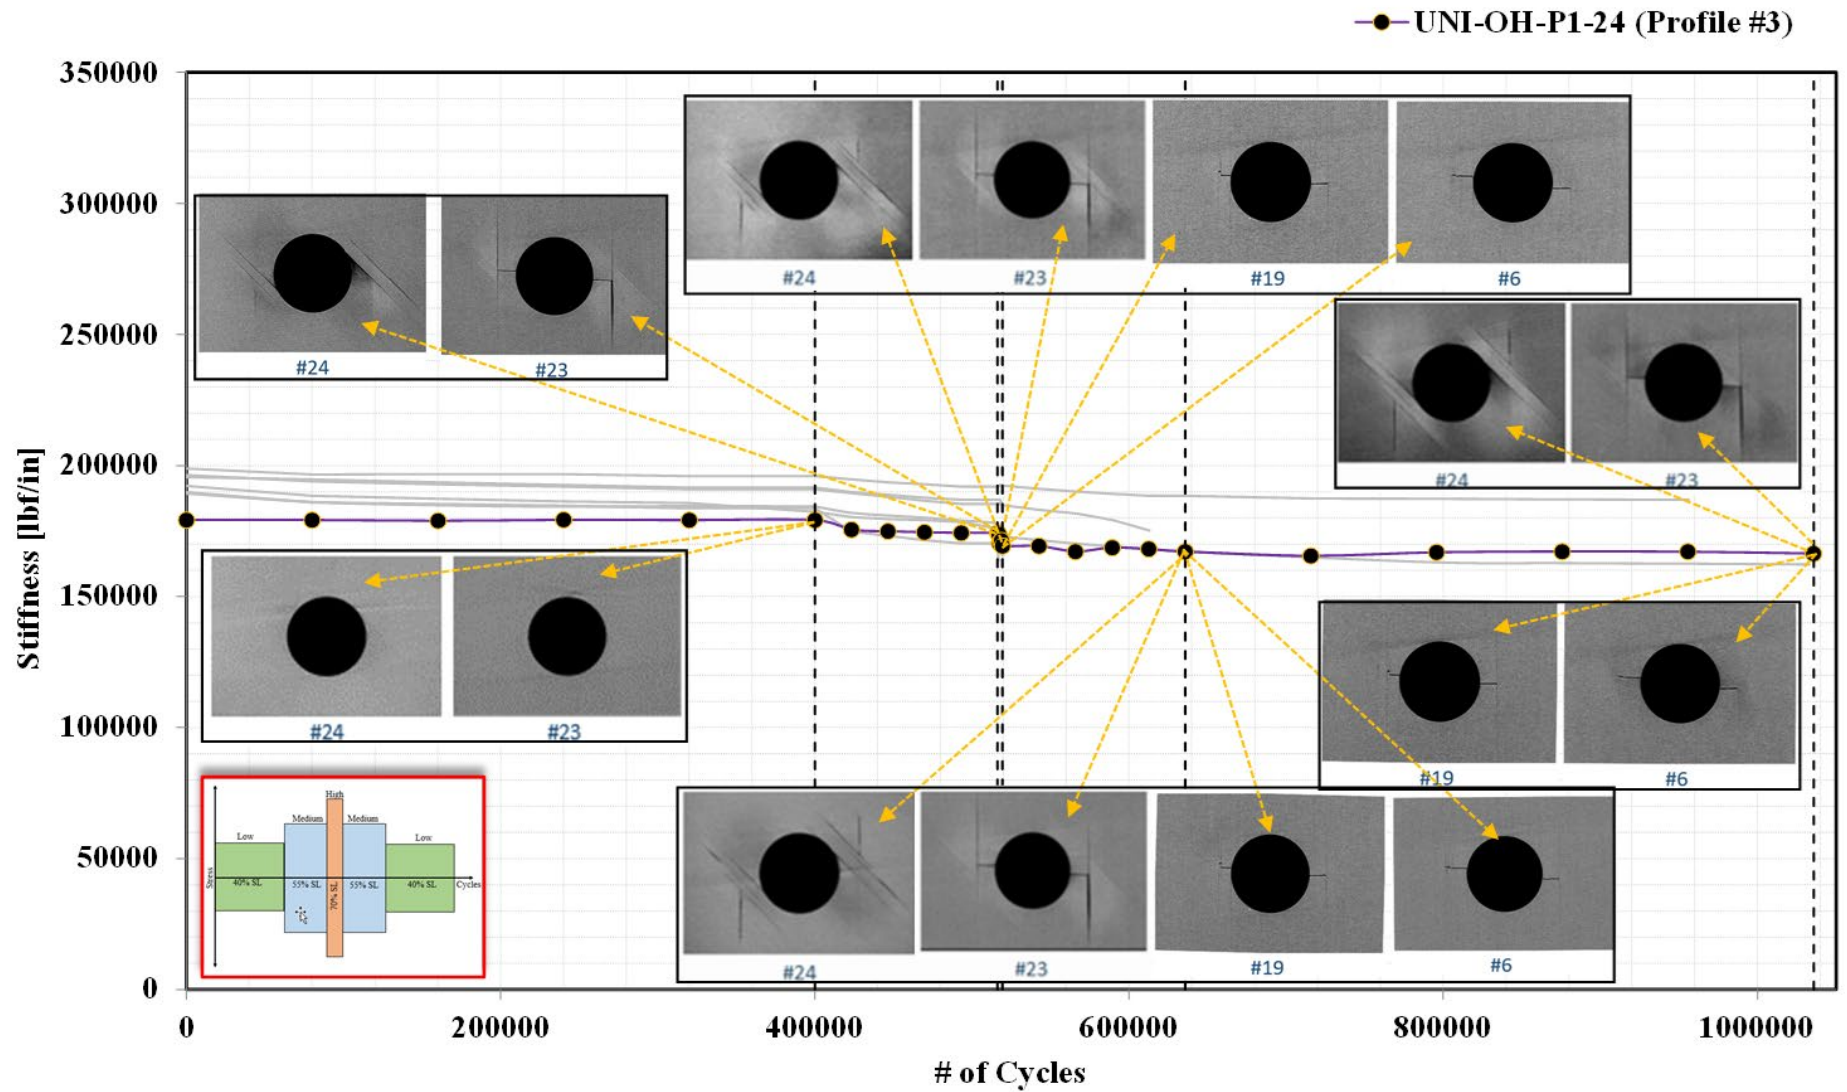 UNI-OH-P1-24 (Profile #3)
350000
300000
250000
200000
150000
100000
50000
0
Stiffness [lbf/in]
#24 #23 #19 #6
#24 #23
#24 #23
#24 #23
#19 #6
#24 #23 #19 #6
High
Medium Medium
Low Low
Stress
40% SL 55% SL 70% SL 55% SL 40% SL Cycles
0 200000 400000 600000 800000 1000000
# of Cycles